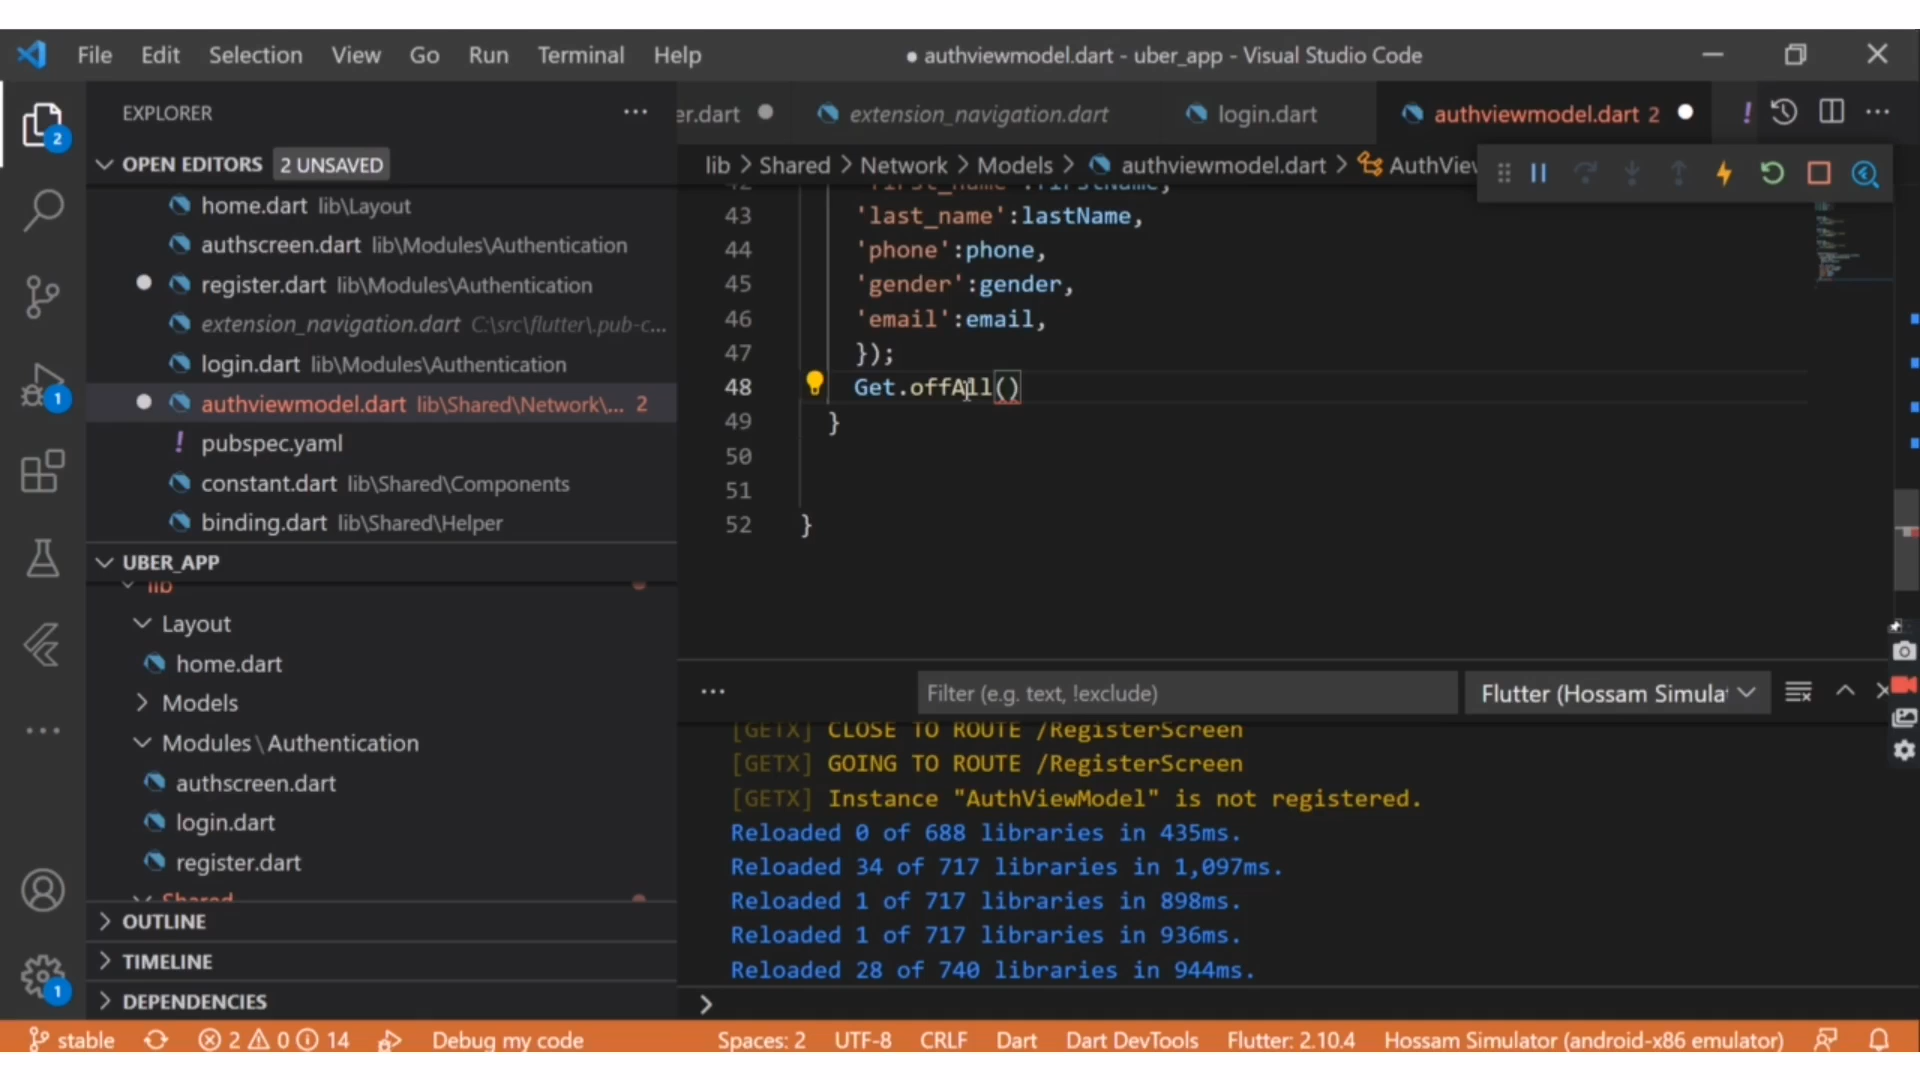 File Edit Selection View Go Run Terminal Help
● authviewmodel.dart - uber_app - Visual Studio Code
EXPLORER
OPEN EDITORS 2 UNSAVED
home.dart lib\Layout
authscreen.dart lib\Modules\Authentication
register.dart lib\Modules\Authentication
extension_navigation.dart C:\src\flutter\.pub-c...
login.dart lib\Modules\Authentication
authviewmodel.dart lib\Shared\Network\... 2
! pubspec.yaml
constant.dart lib\Shared\Components
binding.dart lib\Shared\Helper
UBER_APP
lib
Layout
home.dart
Models
Modules\Authentication
authscreen.dart
login.dart
register.dart
Shared
OUTLINE
TIMELINE
DEPENDENCIES
2
1
1
er.dart ● extension_navigation.dart login.dart authviewmodel.dart 2 ● !
lib > Shared > Network > Models > authviewmodel.dart > AuthView
42 'first_name':firstName,
43 'last_name':lastName,
44 'phone':phone,
45 'gender':gender,
46 'email':email,
47 });
48 Get.offAll()
49 }
50
51
52 }
Filter (e.g. text, !exclude)
Flutter (Hossam Simulat
[GETX] CLOSE TO ROUTE /RegisterScreen
[GETX] GOING TO ROUTE /RegisterScreen
[GETX] Instance "AuthViewModel" is not registered.
Reloaded 0 of 688 libraries in 435ms.
Reloaded 34 of 717 libraries in 1,097ms.
Reloaded 1 of 717 libraries in 898ms.
Reloaded 1 of 717 libraries in 936ms.
Reloaded 28 of 740 libraries in 944ms.
>
stable 2 0 14 Debug my code Spaces: 2 UTF-8 CRLF Dart Dart DevTools Flutter: 2.10.4 Hossam Simulator (android-x86 emulator)